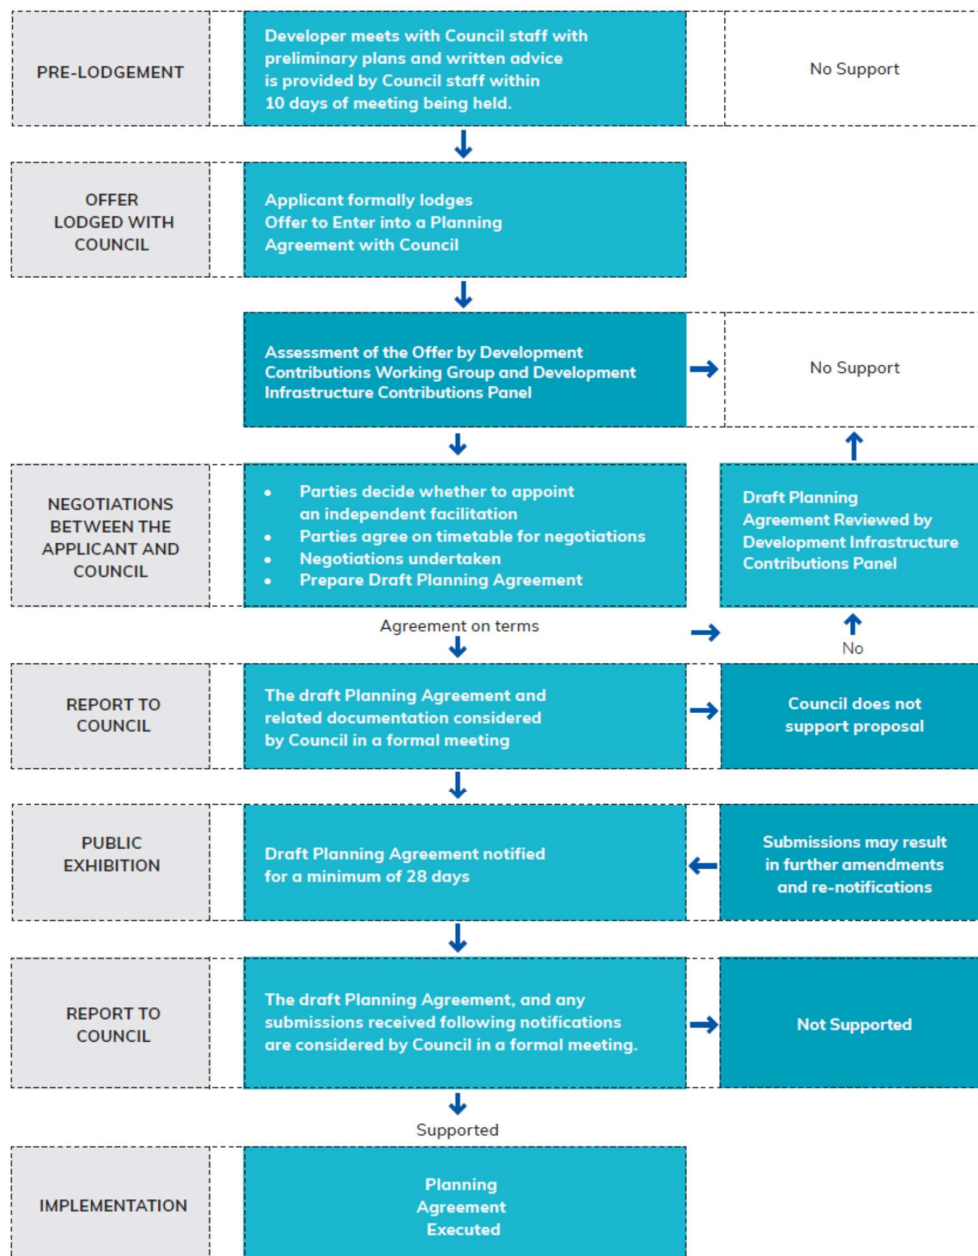 PRE-LODGEMENT
Developer meets with Council staff with
preliminary plans and written advice
is provided by Council staff within
10 days of meeting being held.
No Support
OFFER
LODGED WITH
COUNCIL
Applicant formally lodges
Offer to Enter into a Planning
Agreement with Council
Assessment of the Offer by Development
Contributions Working Group and Development
Infrastructure Contributions Panel
No Support
NEGOTIATIONS
BETWEEN THE
APPLICANT AND
COUNCIL
• Parties decide whether to appoint
an independent facilitation
• Parties agree on timetable for negotiations
• Negotiations undertaken
• Prepare Draft Planning Agreement
Draft Planning
Agreement Reviewed by
Development Infrastructure
Contributions Panel
Agreement on terms
No
REPORT TO
COUNCIL
The draft Planning Agreement and
related documentation considered
by Council in a formal meeting
Council does not
support proposal
PUBLIC
EXHIBITION
Draft Planning Agreement notified
for a minimum of 28 days
Submissions may result
in further amendments
and re-notifications
REPORT TO
COUNCIL
The draft Planning Agreement, and any
submissions received following notifications
are considered by Council in a formal meeting.
Not Supported
Supported
IMPLEMENTATION
Planning
Agreement
Executed